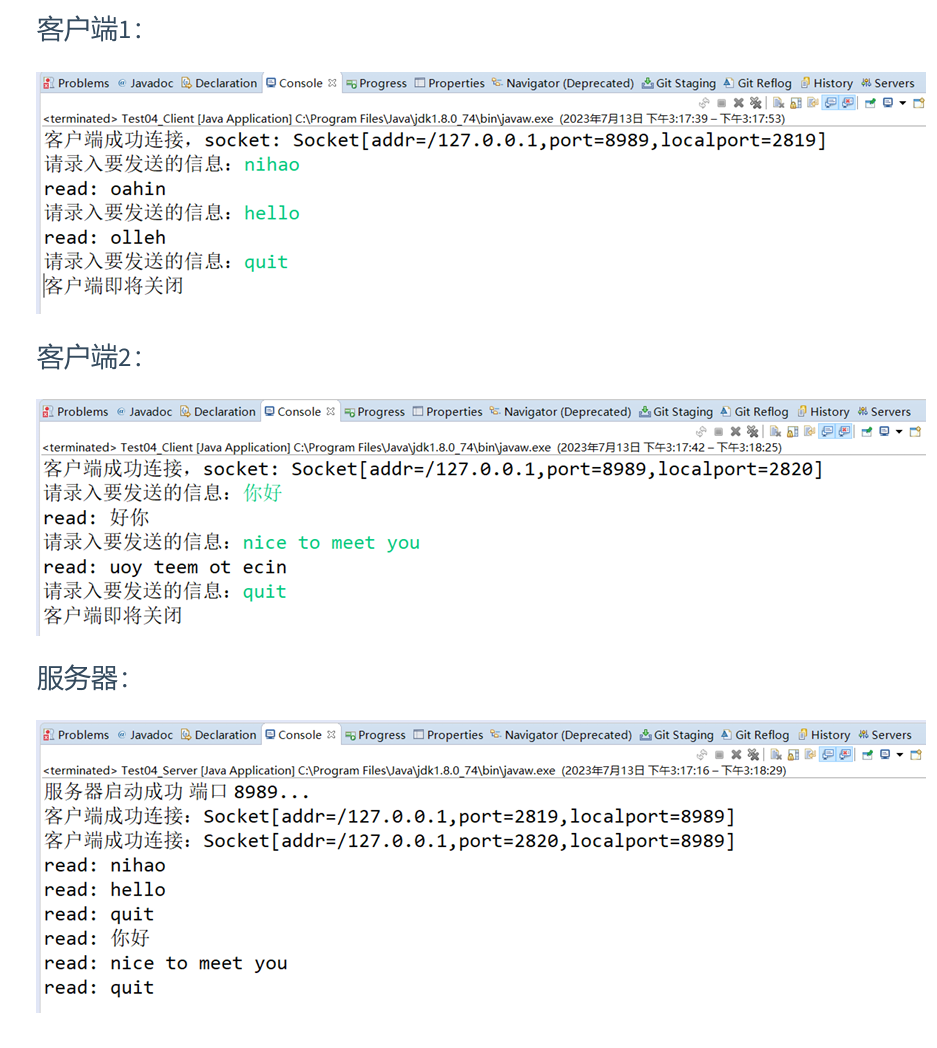 客户端1：
Problems Javadoc Declaration Console Progress Properties Navigator (Deprecated) Git Staging Git Reflog History Servers
<terminated> Test04_Client [Java Application] C:\Program Files\Java\jdk1.8.0_74\bin\javaw.exe (2023年7月13日 下午3:17:39 – 下午3:17:53)
客户端成功连接，socket: Socket[addr=/127.0.0.1,port=8989,localport=2819]
请录入要发送的信息：nihao
read: oahin
请录入要发送的信息：hello
read: olleh
请录入要发送的信息：quit
客户端即将关闭
客户端2：
Problems Javadoc Declaration Console Progress Properties Navigator (Deprecated) Git Staging Git Reflog History Servers
<terminated> Test04_Client [Java Application] C:\Program Files\Java\jdk1.8.0_74\bin\javaw.exe (2023年7月13日 下午3:17:42 – 下午3:18:25)
客户端成功连接，socket: Socket[addr=/127.0.0.1,port=8989,localport=2820]
请录入要发送的信息：你好
read: 好你
请录入要发送的信息：nice to meet you
read: uoy teem ot ecin
请录入要发送的信息：quit
客户端即将关闭
服务器：
Problems Javadoc Declaration Console Progress Properties Navigator (Deprecated) Git Staging Git Reflog History Servers
<terminated> Test04_Server [Java Application] C:\Program Files\Java\jdk1.8.0_74\bin\javaw.exe (2023年7月13日 下午3:17:16 – 下午3:18:29)
服务器启动成功 端口 8989...
客户端成功连接：Socket[addr=/127.0.0.1,port=2819,localport=8989]
客户端成功连接：Socket[addr=/127.0.0.1,port=2820,localport=8989]
read: nihao
read: hello
read: quit
read: 你好
read: nice to meet you
read: quit